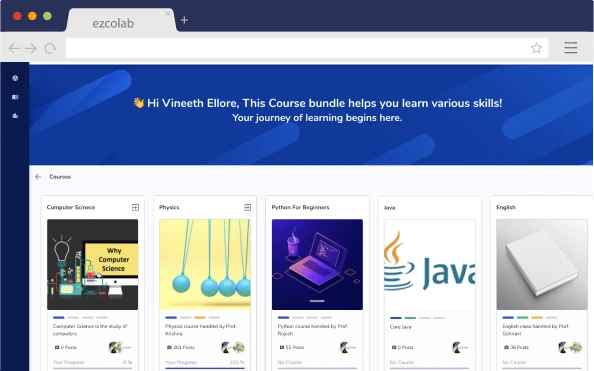 ezcolab
👋 Hi Vineeth Ellore, This Course bundle helps you learn various skills!
Your journey of learning begins here.
Courses
Computer Scinece
Physics
Python For Beginners
Java
English
Why
Computer
Science
Java
Computer Science is the study of
computers
Physics course handled by Prof.
Krishna
Python course handled by Prof.
Rajesh
Core Java
English class handled by Prof.
Gahnavi
0 Posts
201 Posts
55 Posts
0 Posts
36 Posts
Your Progress 0 %
Your Progress 100 %
No Course
No Course
No Course